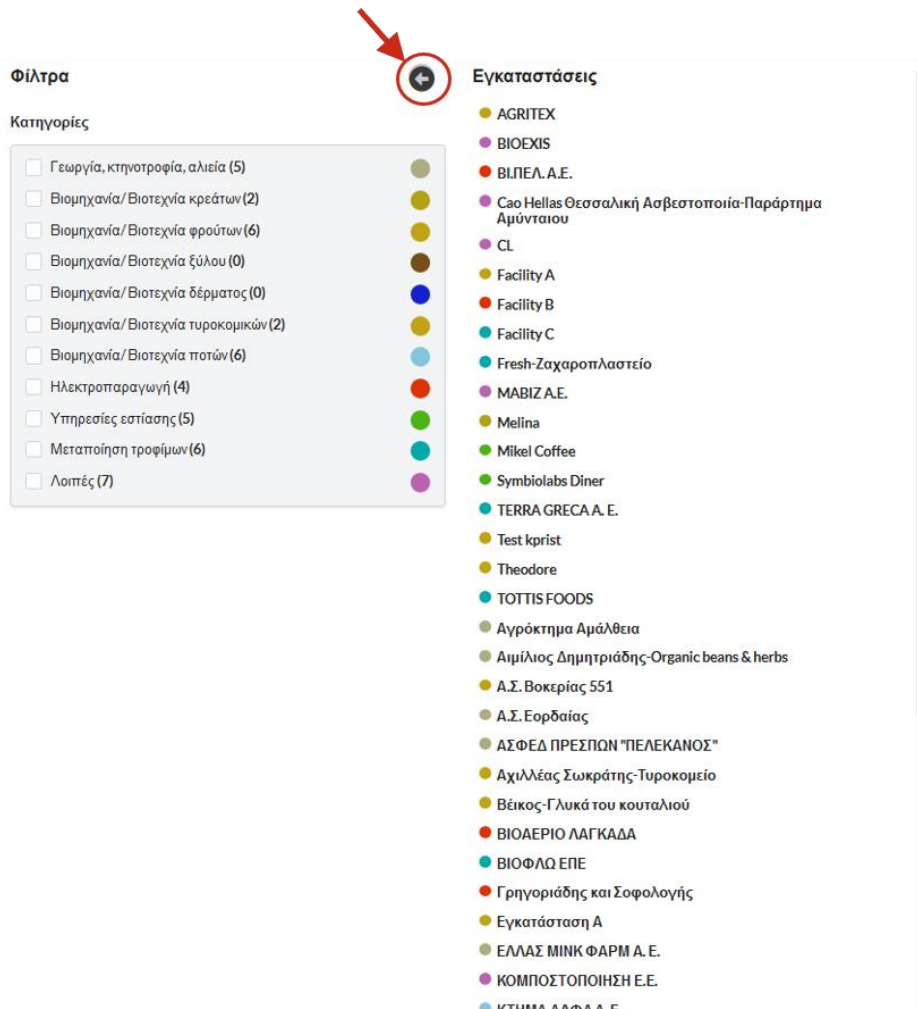 Φίλτρα
Κατηγορίες
Γεωργία, κτηνοτροφία, αλιεία (5)
Βιομηχανία/ Βιοτεχνία κρεάτων (2)
Βιομηχανία/ Βιοτεχνία φρούτων (6)
Βιομηχανία/ Βιοτεχνία ξύλου (0)
Βιομηχανία/ Βιοτεχνία δέρματος (0)
Βιομηχανία/ Βιοτεχνία τυροκομικών (2)
Βιομηχανία/ Βιοτεχνία ποτών (6)
Ηλεκτροπαραγωγή (4)
Υπηρεσίες εστίασης (5)
Μεταποίηση τροφίμων (6)
Λοιπές (7)
Εγκαταστάσεις
AGRITEX
BIOEXIS
ΒΙ.ΠΕΛ. Α.Ε.
Cao Hellas Θεσσαλική Ασβεστοποιία-Παράρτημα
Αμύνταιου
CL
Facility A
Facility B
Facility C
Fresh-Ζαχαροπλαστείο
MABIZ A.E.
Melina
Mikel Coffee
Symbiolabs Diner
TERRA GRECA A. E.
Test kprist
Theodore
TOTTIS FOODS
Αγρόκτημα Αμάλθεια
Αιμίλιος Δημητριάδης-Organic beans & herbs
Α.Σ. Βοκερίας 551
Α.Σ. Εορδαίας
ΑΣΦΕΔ ΠΡΕΣΠΩΝ "ΠΕΛΕΚΑΝΟΣ"
Αχιλλέας Σωκράτης-Τυροκομείο
Βέικος-Γλυκά του κουταλιού
ΒΙΟΑΕΡΙΟ ΛΑΓΚΑΔΑ
ΒΙΟΦΛΩ ΕΠΕ
Γρηγοριάδης και Σοφολογής
Εγκατάσταση Α
ΕΛΛΑΣ ΜΙΝΚ ΦΑΡΜ Α. Ε.
ΚΟΜΠΟΣΤΟΠΟΙΗΣΗ Ε.Ε.
ΚΤΗΜΑ